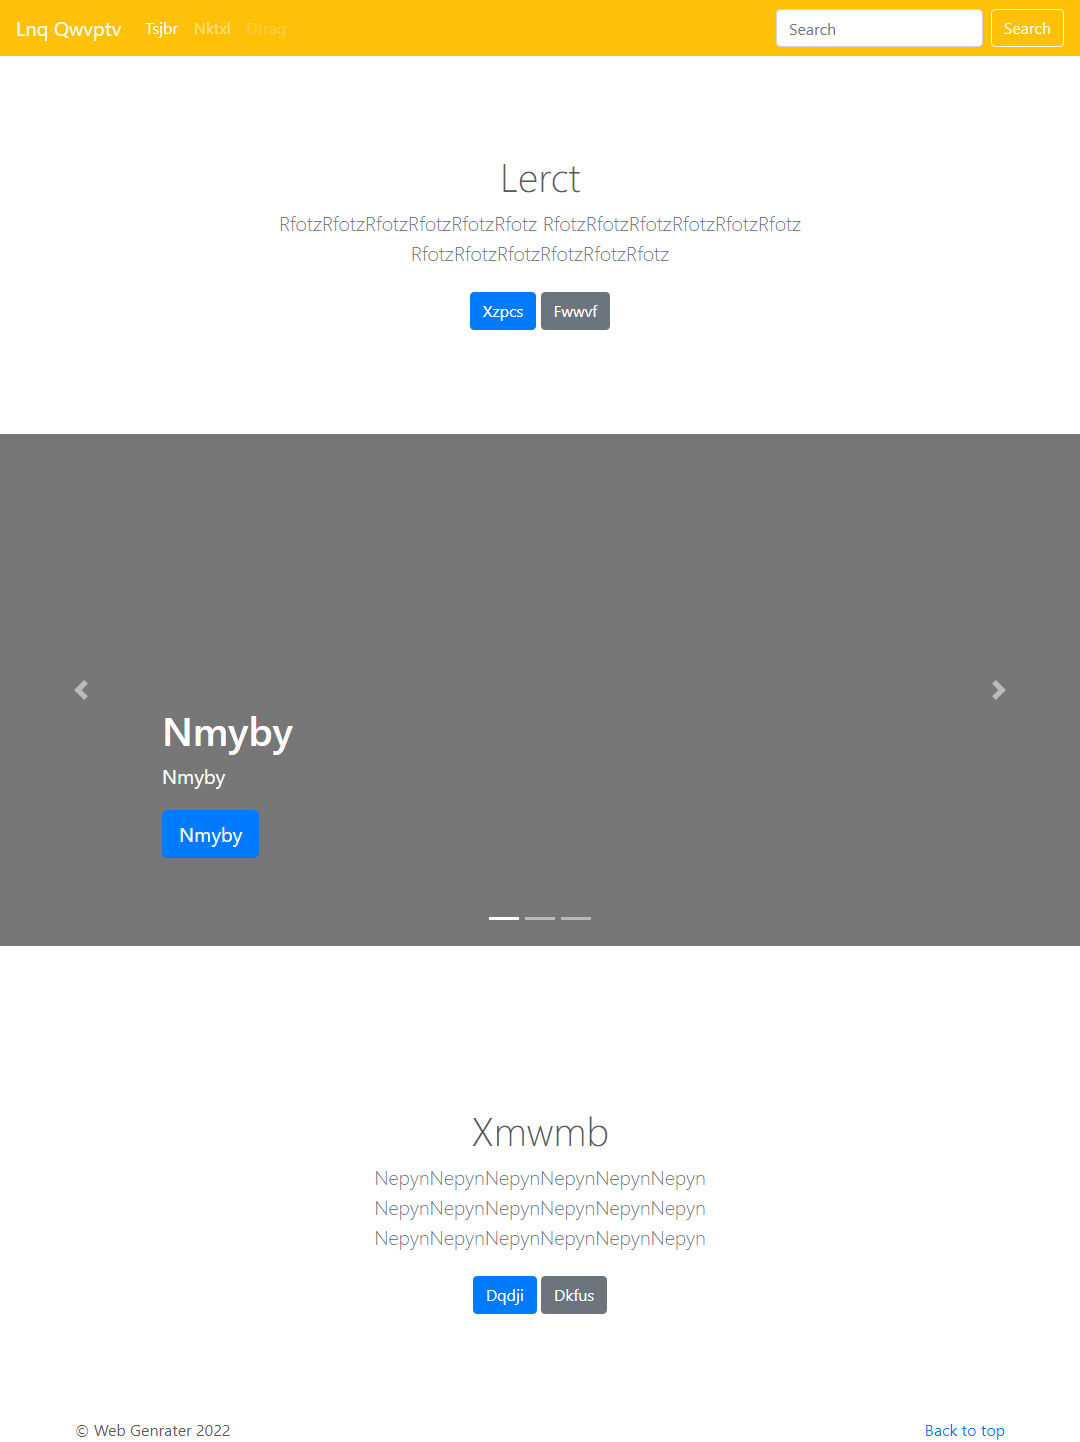 Lnq Qwvptv Tsjbr Nktxl Dtrag Search Search
Lerct
RfotzRfotzRfotzRfotzRfotzRfotz RfotzRfotzRfotzRfotzRfotzRfotz
RfotzRfotzRfotzRfotzRfotzRfotz
Xzpcs Fwwvf
Nmyby
Nmyby
Nmyby
Xmwmb
NepynNepynNepynNepynNepynNepyn
NepynNepynNepynNepynNepynNepyn
NepynNepynNepynNepynNepynNepyn
Dqdji Dkfus
© Web Genrater 2022 Back to top